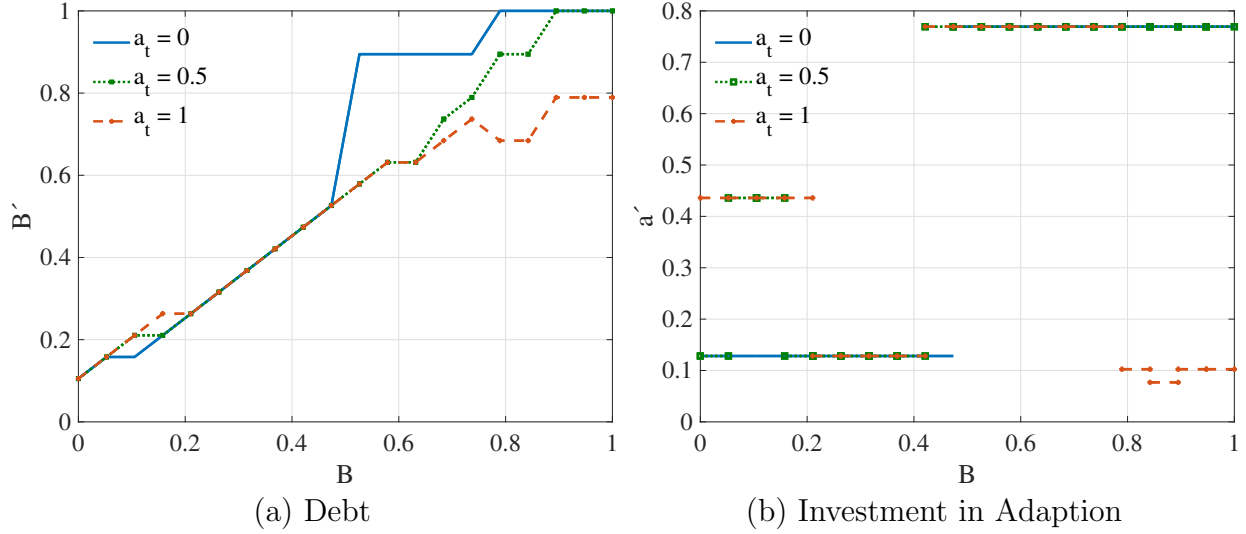 1
0.8
0.6
0.4
0.2
0
0 0.2 0.4 0.6 0.8 1
B´
B
a_t = 0
a_t = 0.5
a_t = 1
(a) Debt
0.8
0.7
0.6
0.5
0.4
0.3
0.2
0.1
0
0 0.2 0.4 0.6 0.8 1
a´
B
a_t = 0
a_t = 0.5
a_t = 1
(b) Investment in Adaption